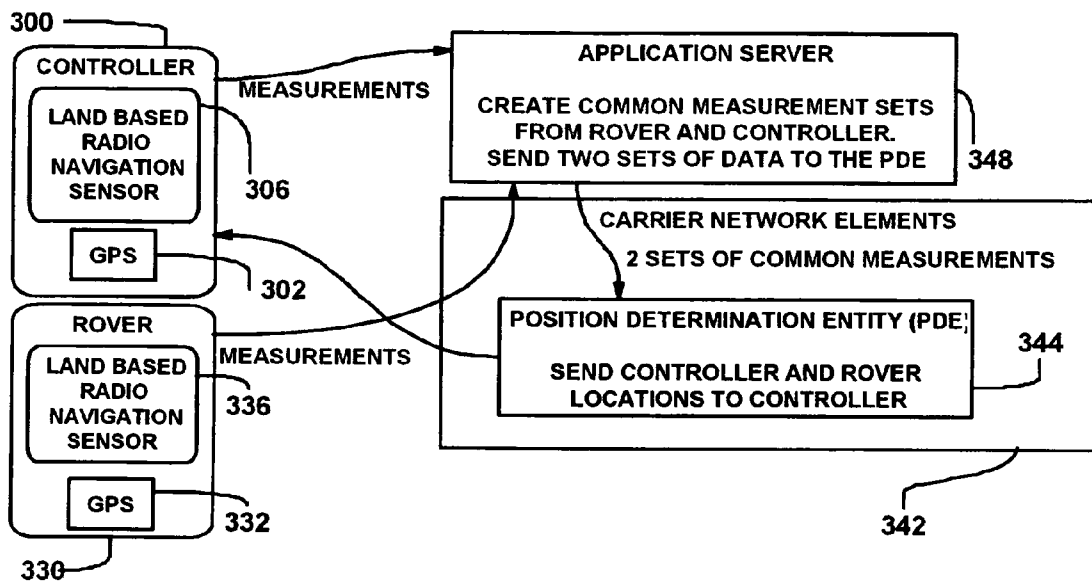 300
CONTROLLER
LAND BASED
RADIO
NAVIGATION
SENSOR
306
GPS
302
MEASUREMENTS
APPLICATION SERVER
CREATE COMMON MEASUREMENT SETS
FROM ROVER AND CONTROLLER.
SEND TWO SETS OF DATA TO THE PDE
348
CARRIER NETWORK ELEMENTS
2 SETS OF COMMON MEASUREMENTS
POSITION DETERMINATION ENTITY (PDE)
SEND CONTROLLER AND ROVER
LOCATIONS TO CONTROLLER
344
342
ROVER
LAND BASED
RADIO
NAVIGATION
SENSOR
336
MEASUREMENTS
GPS
332
330